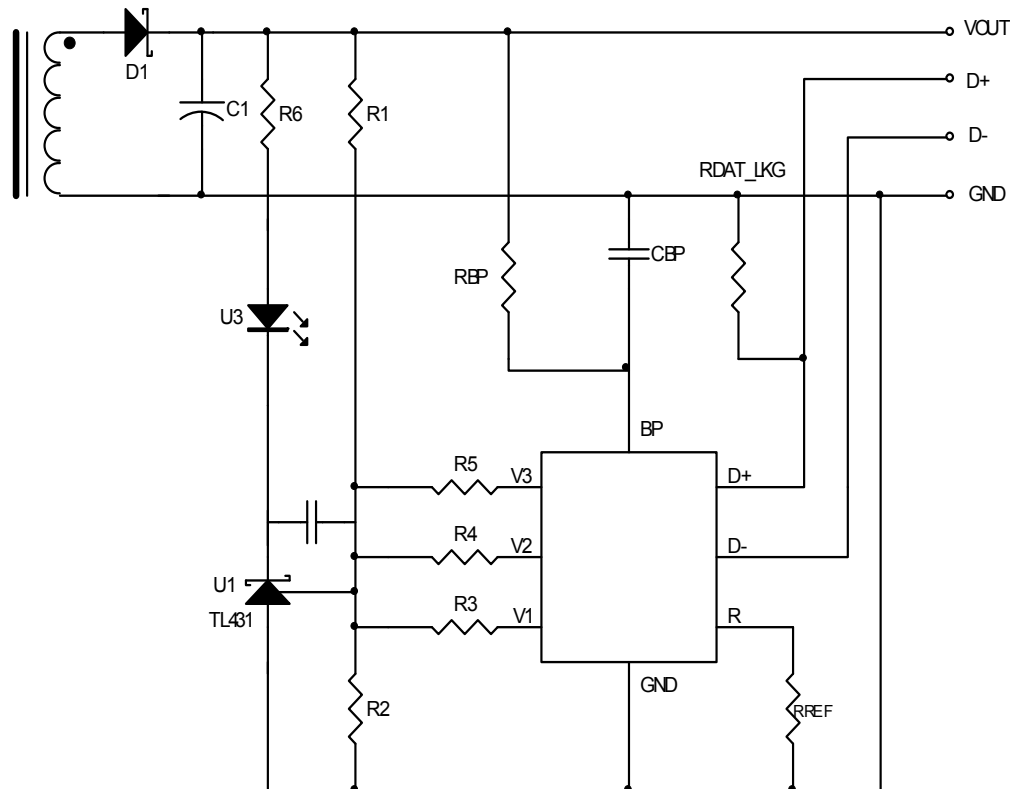 VOUT
D1
D+
C1
R6
R1
D-
RDAT_LKG
GND
RBP
CBP
U3
BP
R5
V3
D+
R4
V2
D-
U1
TL431
R3
V1
R
GND
R2
RREF